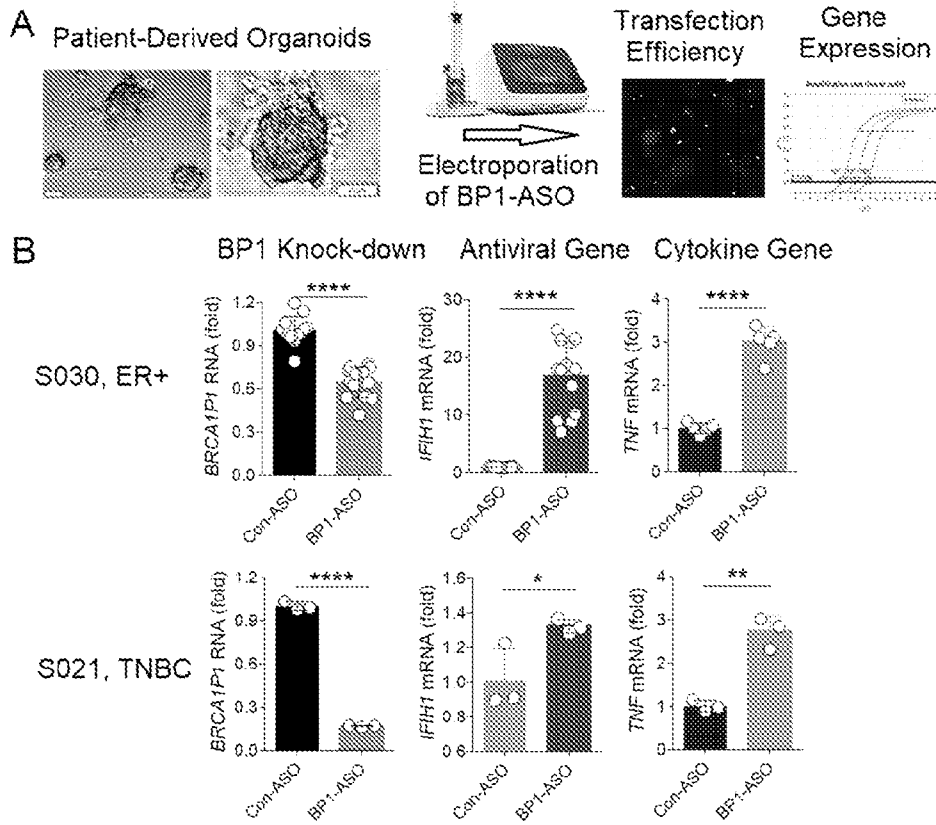 A
Patient-Derived Organoids
Transfection
Efficiency
Gene
Expression
Electroporation
of BP1-ASO
B
BP1 Knock-down
Antiviral Gene
Cytokine Gene
S030, ER+
BRCA1P1 RNA (fold)
1.2
0.9
0.6
0.3
0.0
****
Con-ASO
BP1-ASO
IFIH1 mRNA (fold)
30
20
10
0
****
Con-ASO
BP1-ASO
TNF mRNA (fold)
4
3
2
1
0
****
Con-ASO
BP1-ASO
S021, TNBC
BRCA1P1 RNA (fold)
1.2
0.9
0.6
0.3
0.0
****
Con-ASO
BP1-ASO
IFIH1 mRNA (fold)
1.6
1.4
1.2
1.0
0.8
0.6
*
Con-ASO
BP1-ASO
TNF mRNA (fold)
4
3
2
1
0
**
Con-ASO
BP1-ASO